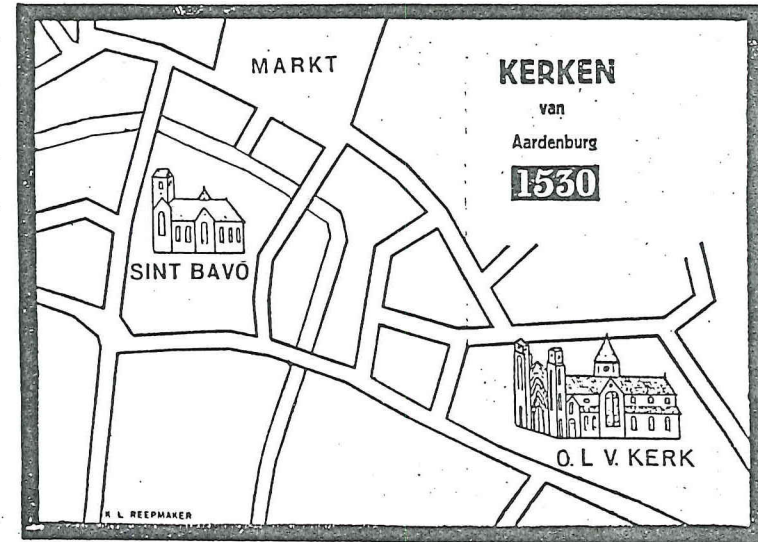 MARKT
KERKEN
van
Aardenburg
1530
SINT BAVO
O. L V. KERK
K L REEPMAKER